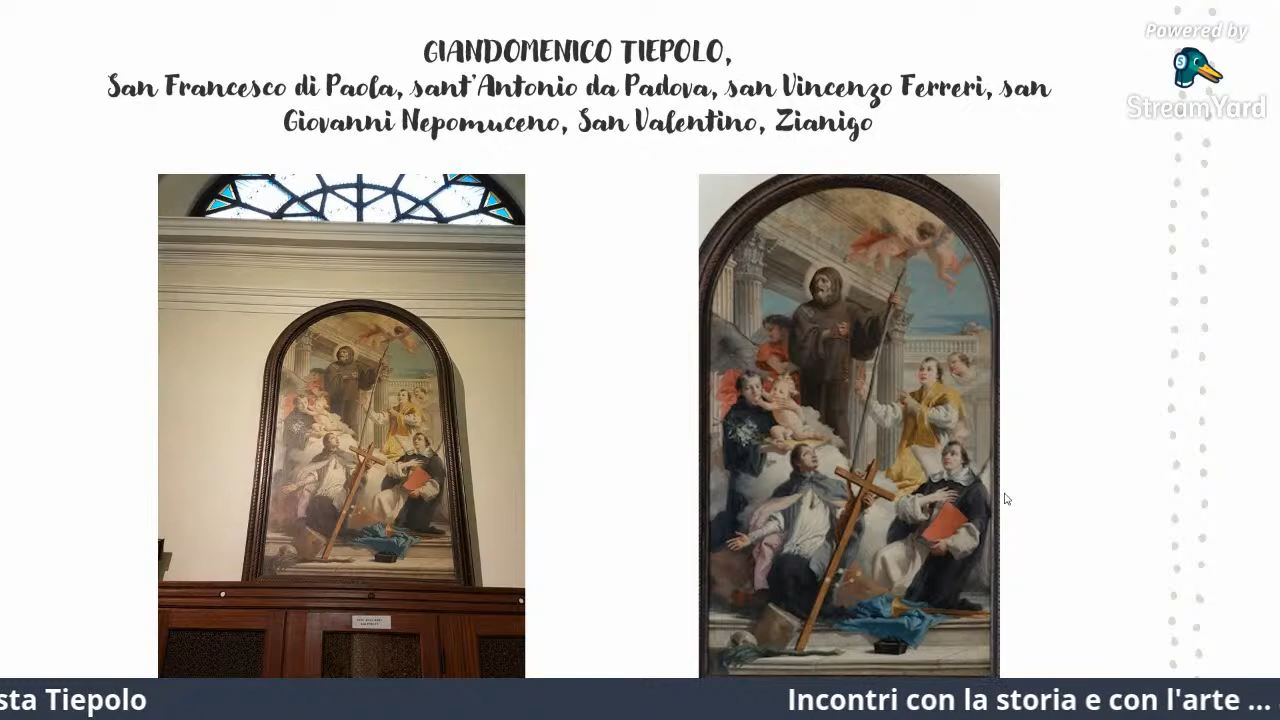 GIANDOMENICO TIEPOLO,
San Francesco di Paola, sant'Antonio da Padova, san Vincenzo Ferreri, san
Giovanni Nepomuceno, San Valentino, Zianigo
Powered by
StreamYard
sta Tiepolo
Incontri con la storia e con l'arte ...